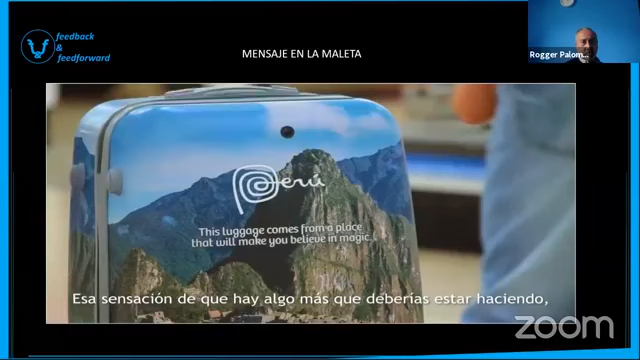 feedback
&
feedforward
MENSAJE EN LA MALETA
Rogger Palom...
Perú
This luggage comes from a place
that will make you believe in magic.
Esa sensación de que hay algo más que deberías estar haciendo,
zoom